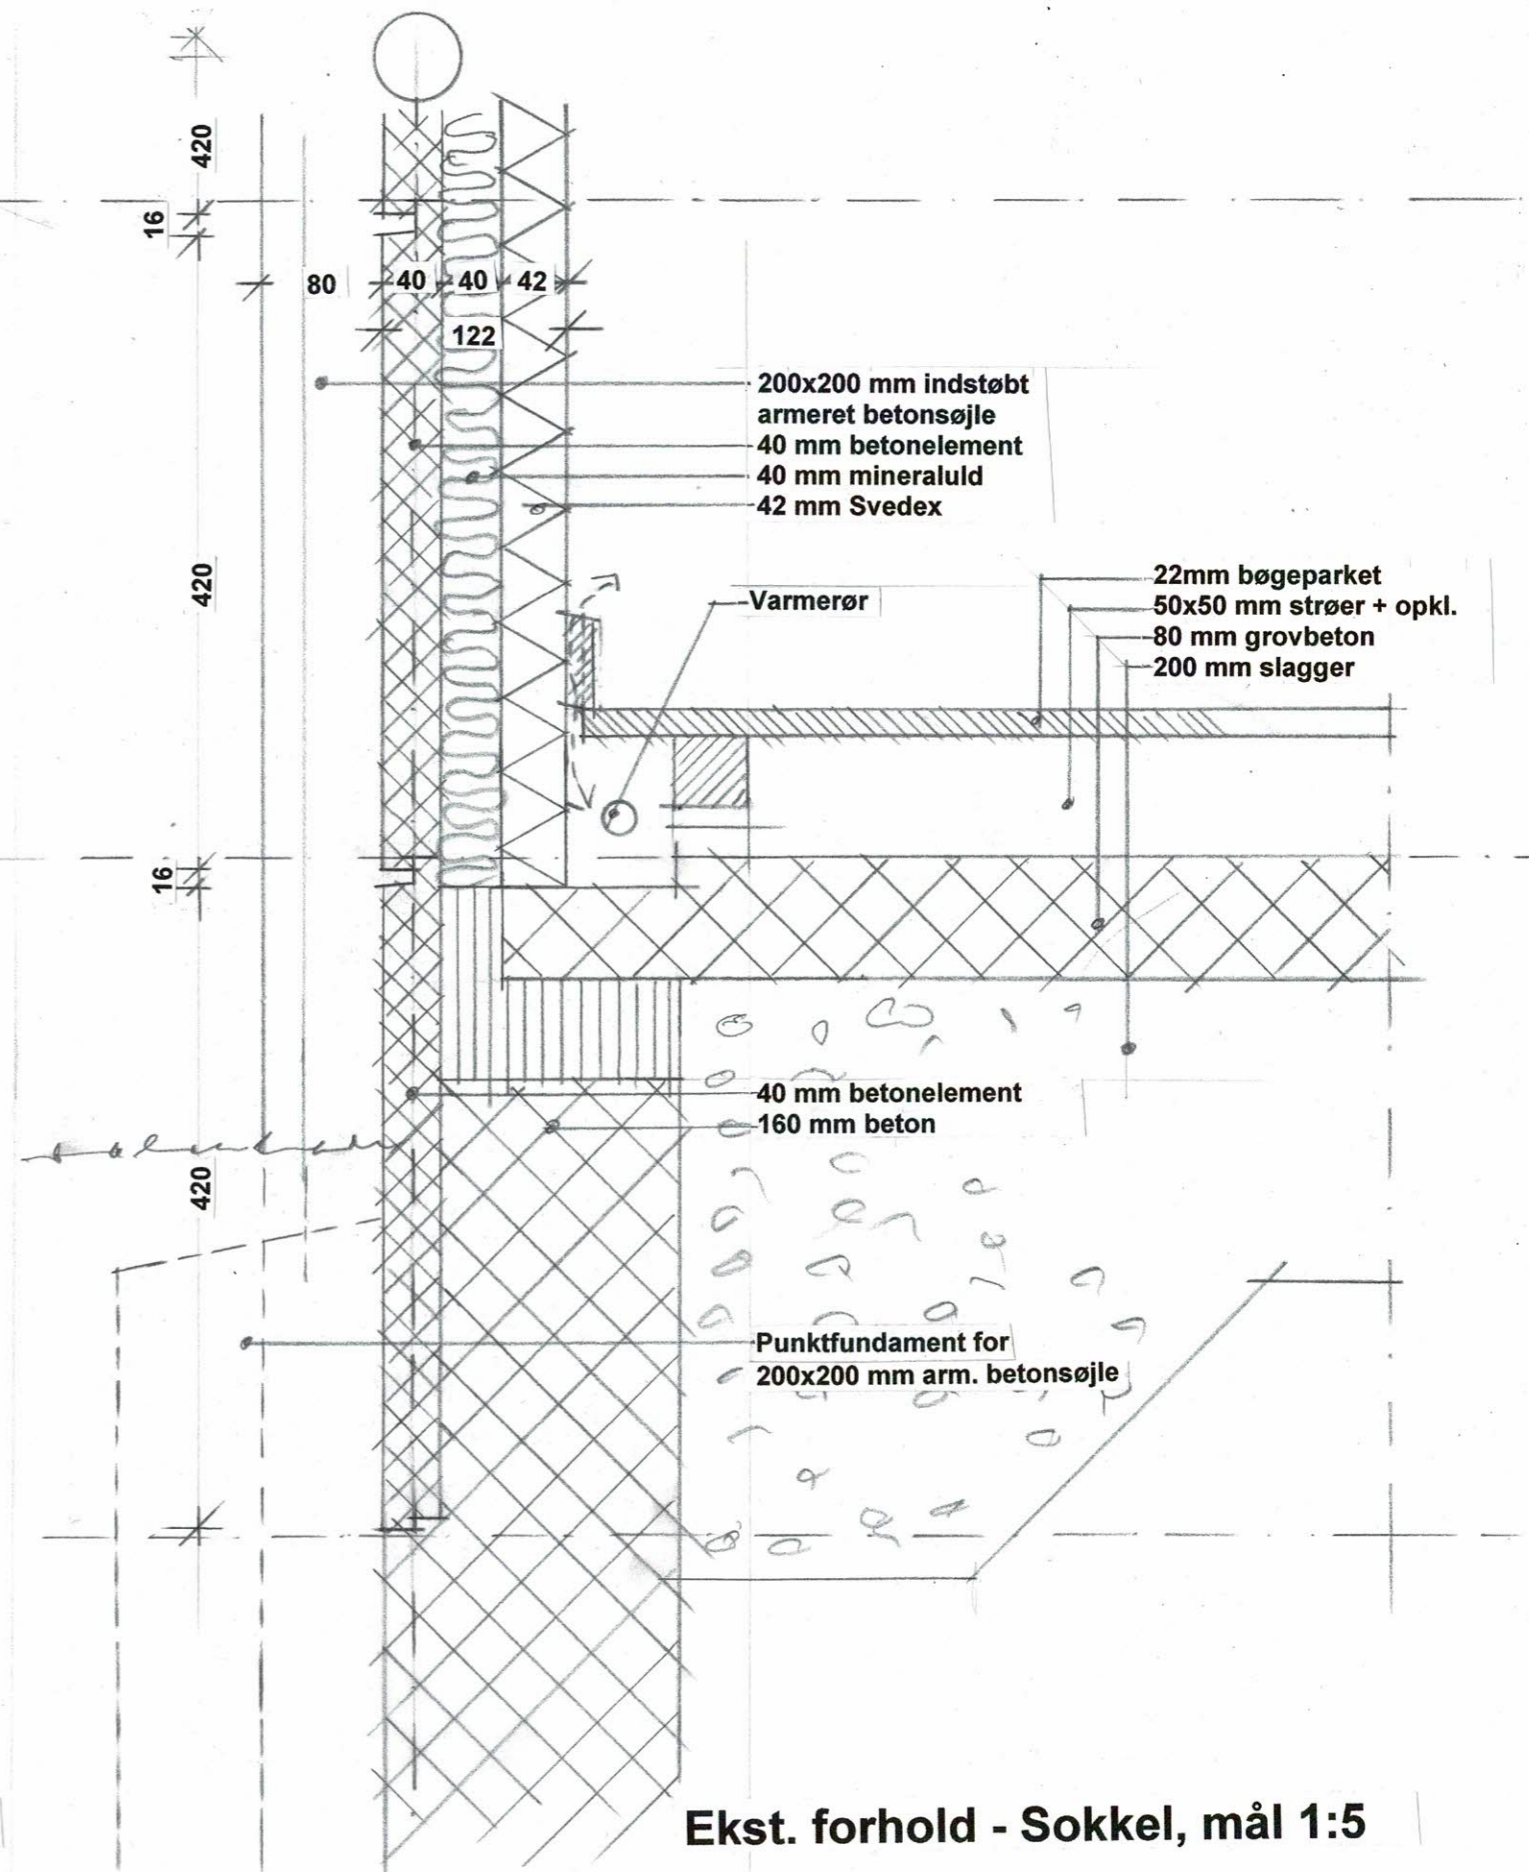 420
16
80
40
40
42
122
200x200 mm indstøbt
armeret betonsøjle
40 mm betonelement
40 mm mineraluld
42 mm Svedex
420
Varmerør
22mm bøgeparket
50x50 mm strøer + opkl.
80 mm grovbeton
200 mm slagger
16
40 mm betonelement
160 mm beton
420
Punktfundament for
200x200 mm arm. betonsøjle
Ekst. forhold - Sokkel, mål 1:5